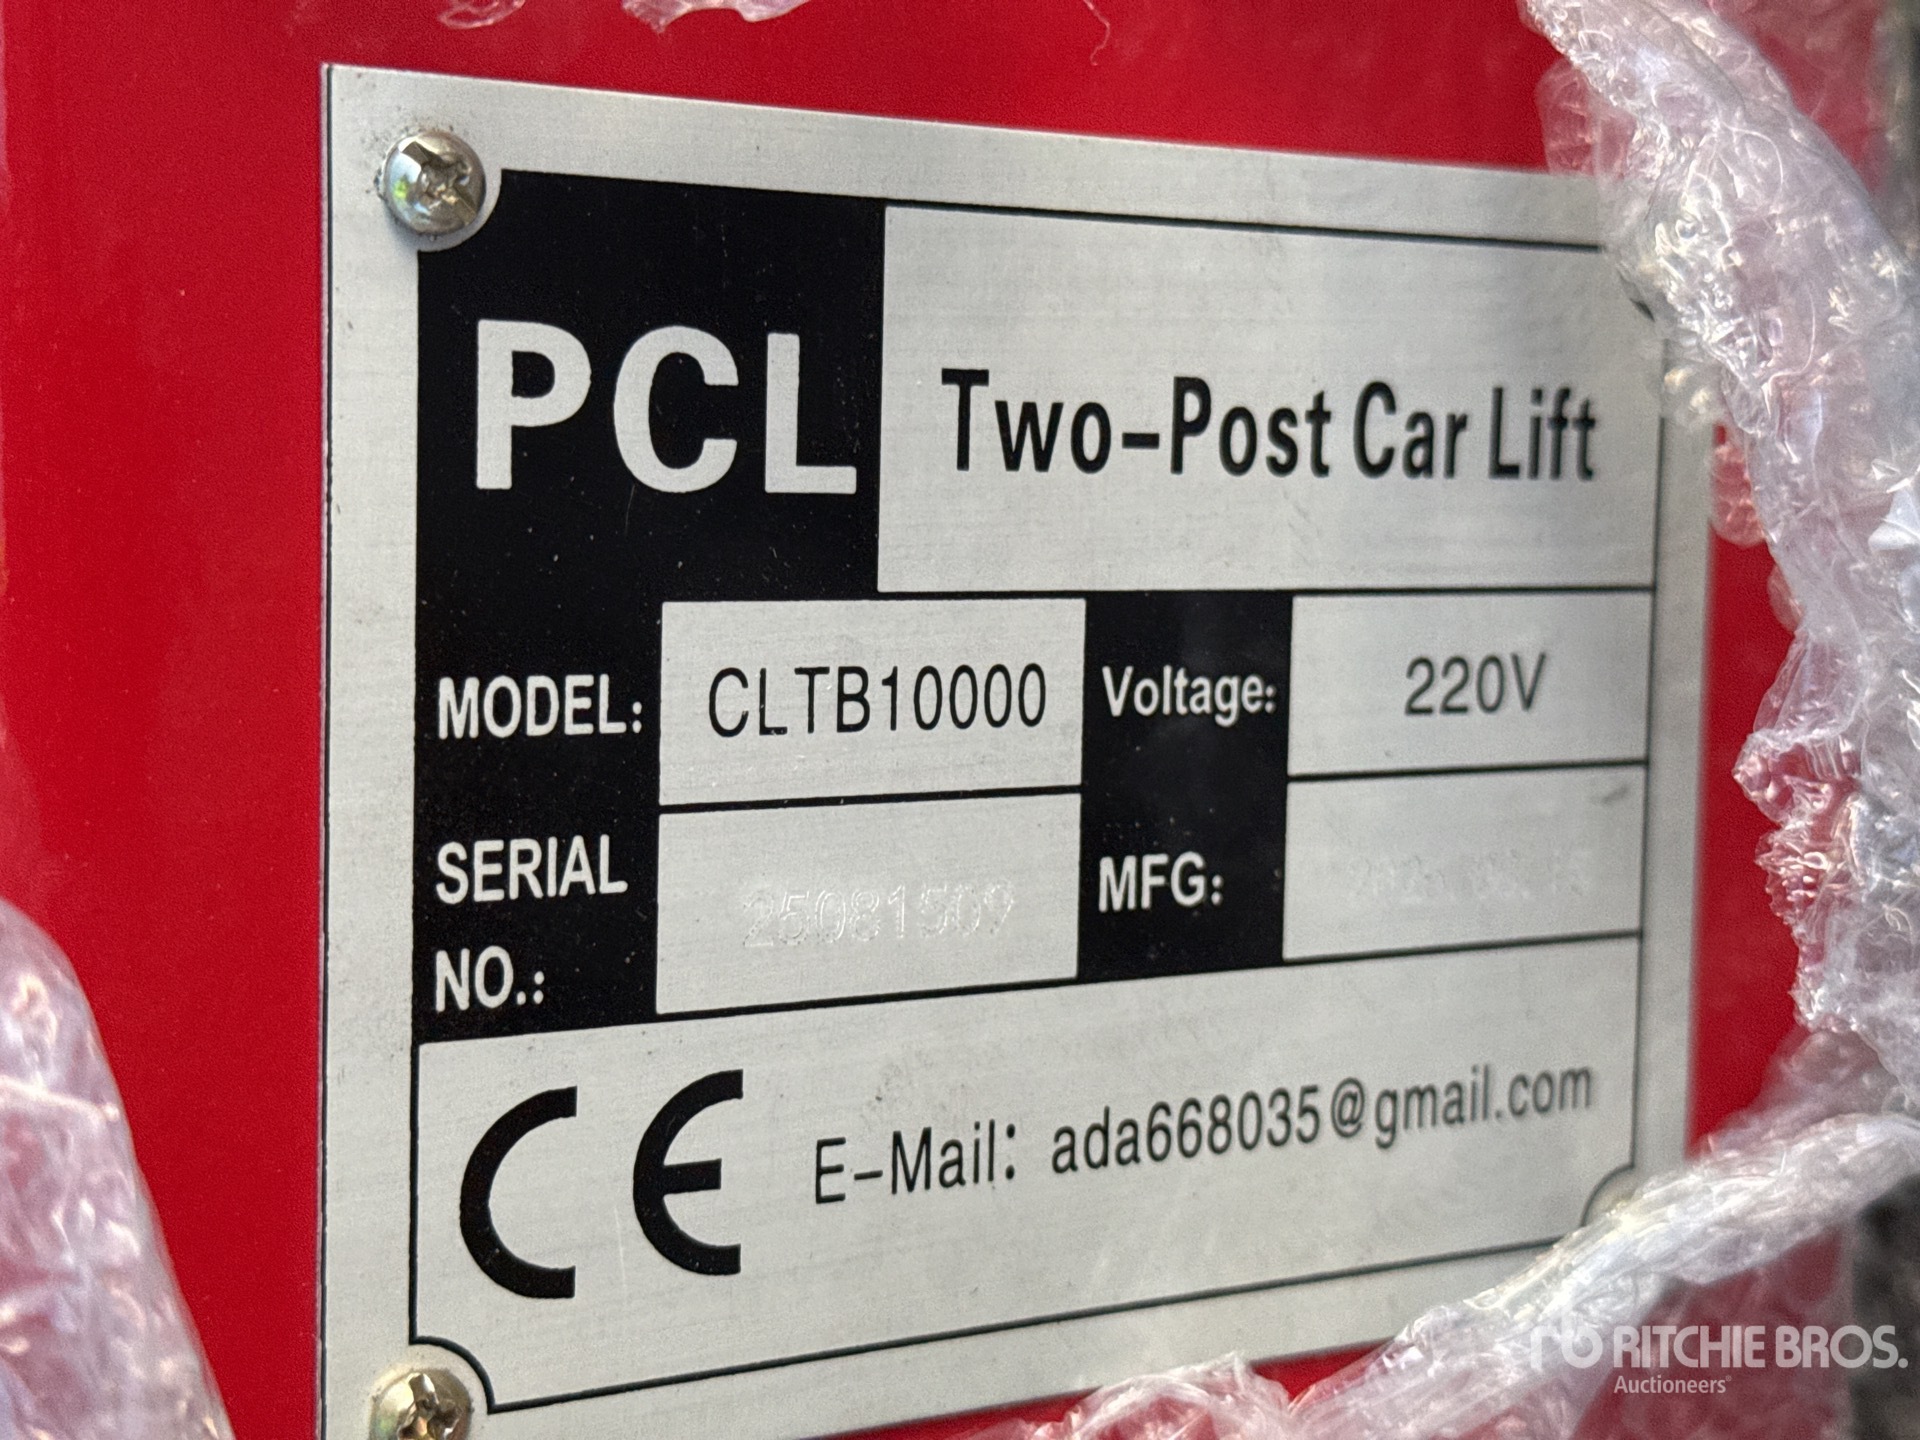 PCL
Two-Post Car Lift
MODEL: CLTB10000 Voltage: 220V
SERIAL NO.: 25081509 MFG:
CE E-Mail: ada668035@gmail.com
RITCHIE BROS.
Auctioneers